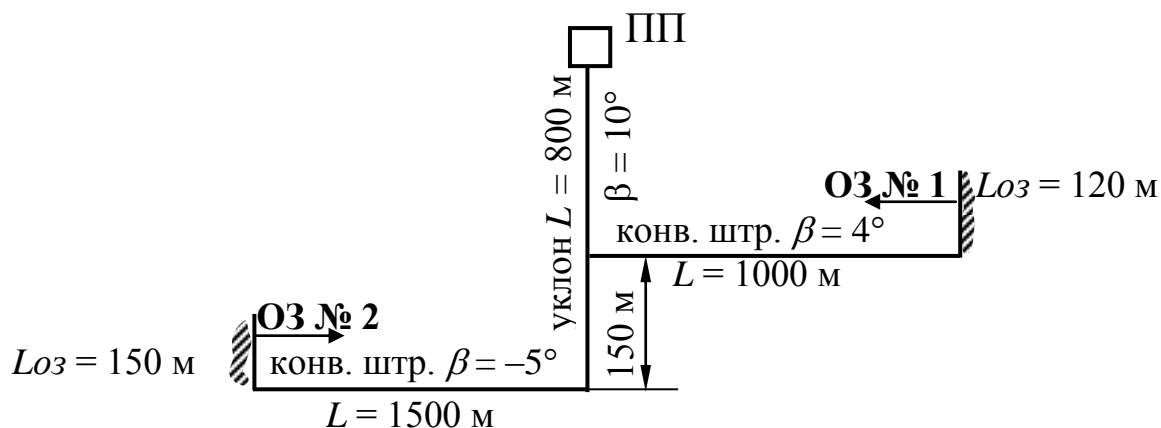 ПП
уклон L = 800 м
β = 10°
ОЗ № 1
Lоз = 120 м
конв. штр. β = 4°
L = 1000 м
150 м
ОЗ № 2
Lоз = 150 м
конв. штр. β = –5°
L = 1500 м